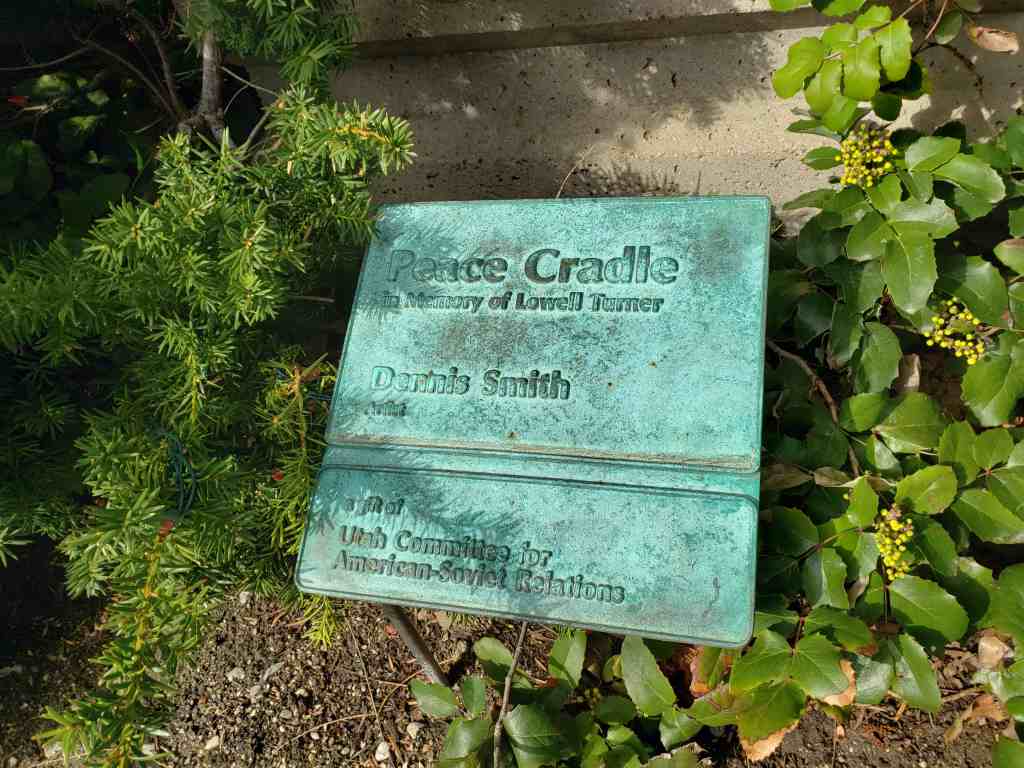 Peace Cradle
in Memory of Lowell Turner
Dennis Smith
artist
a gift of
Utah Committee for
American-Soviet Relations